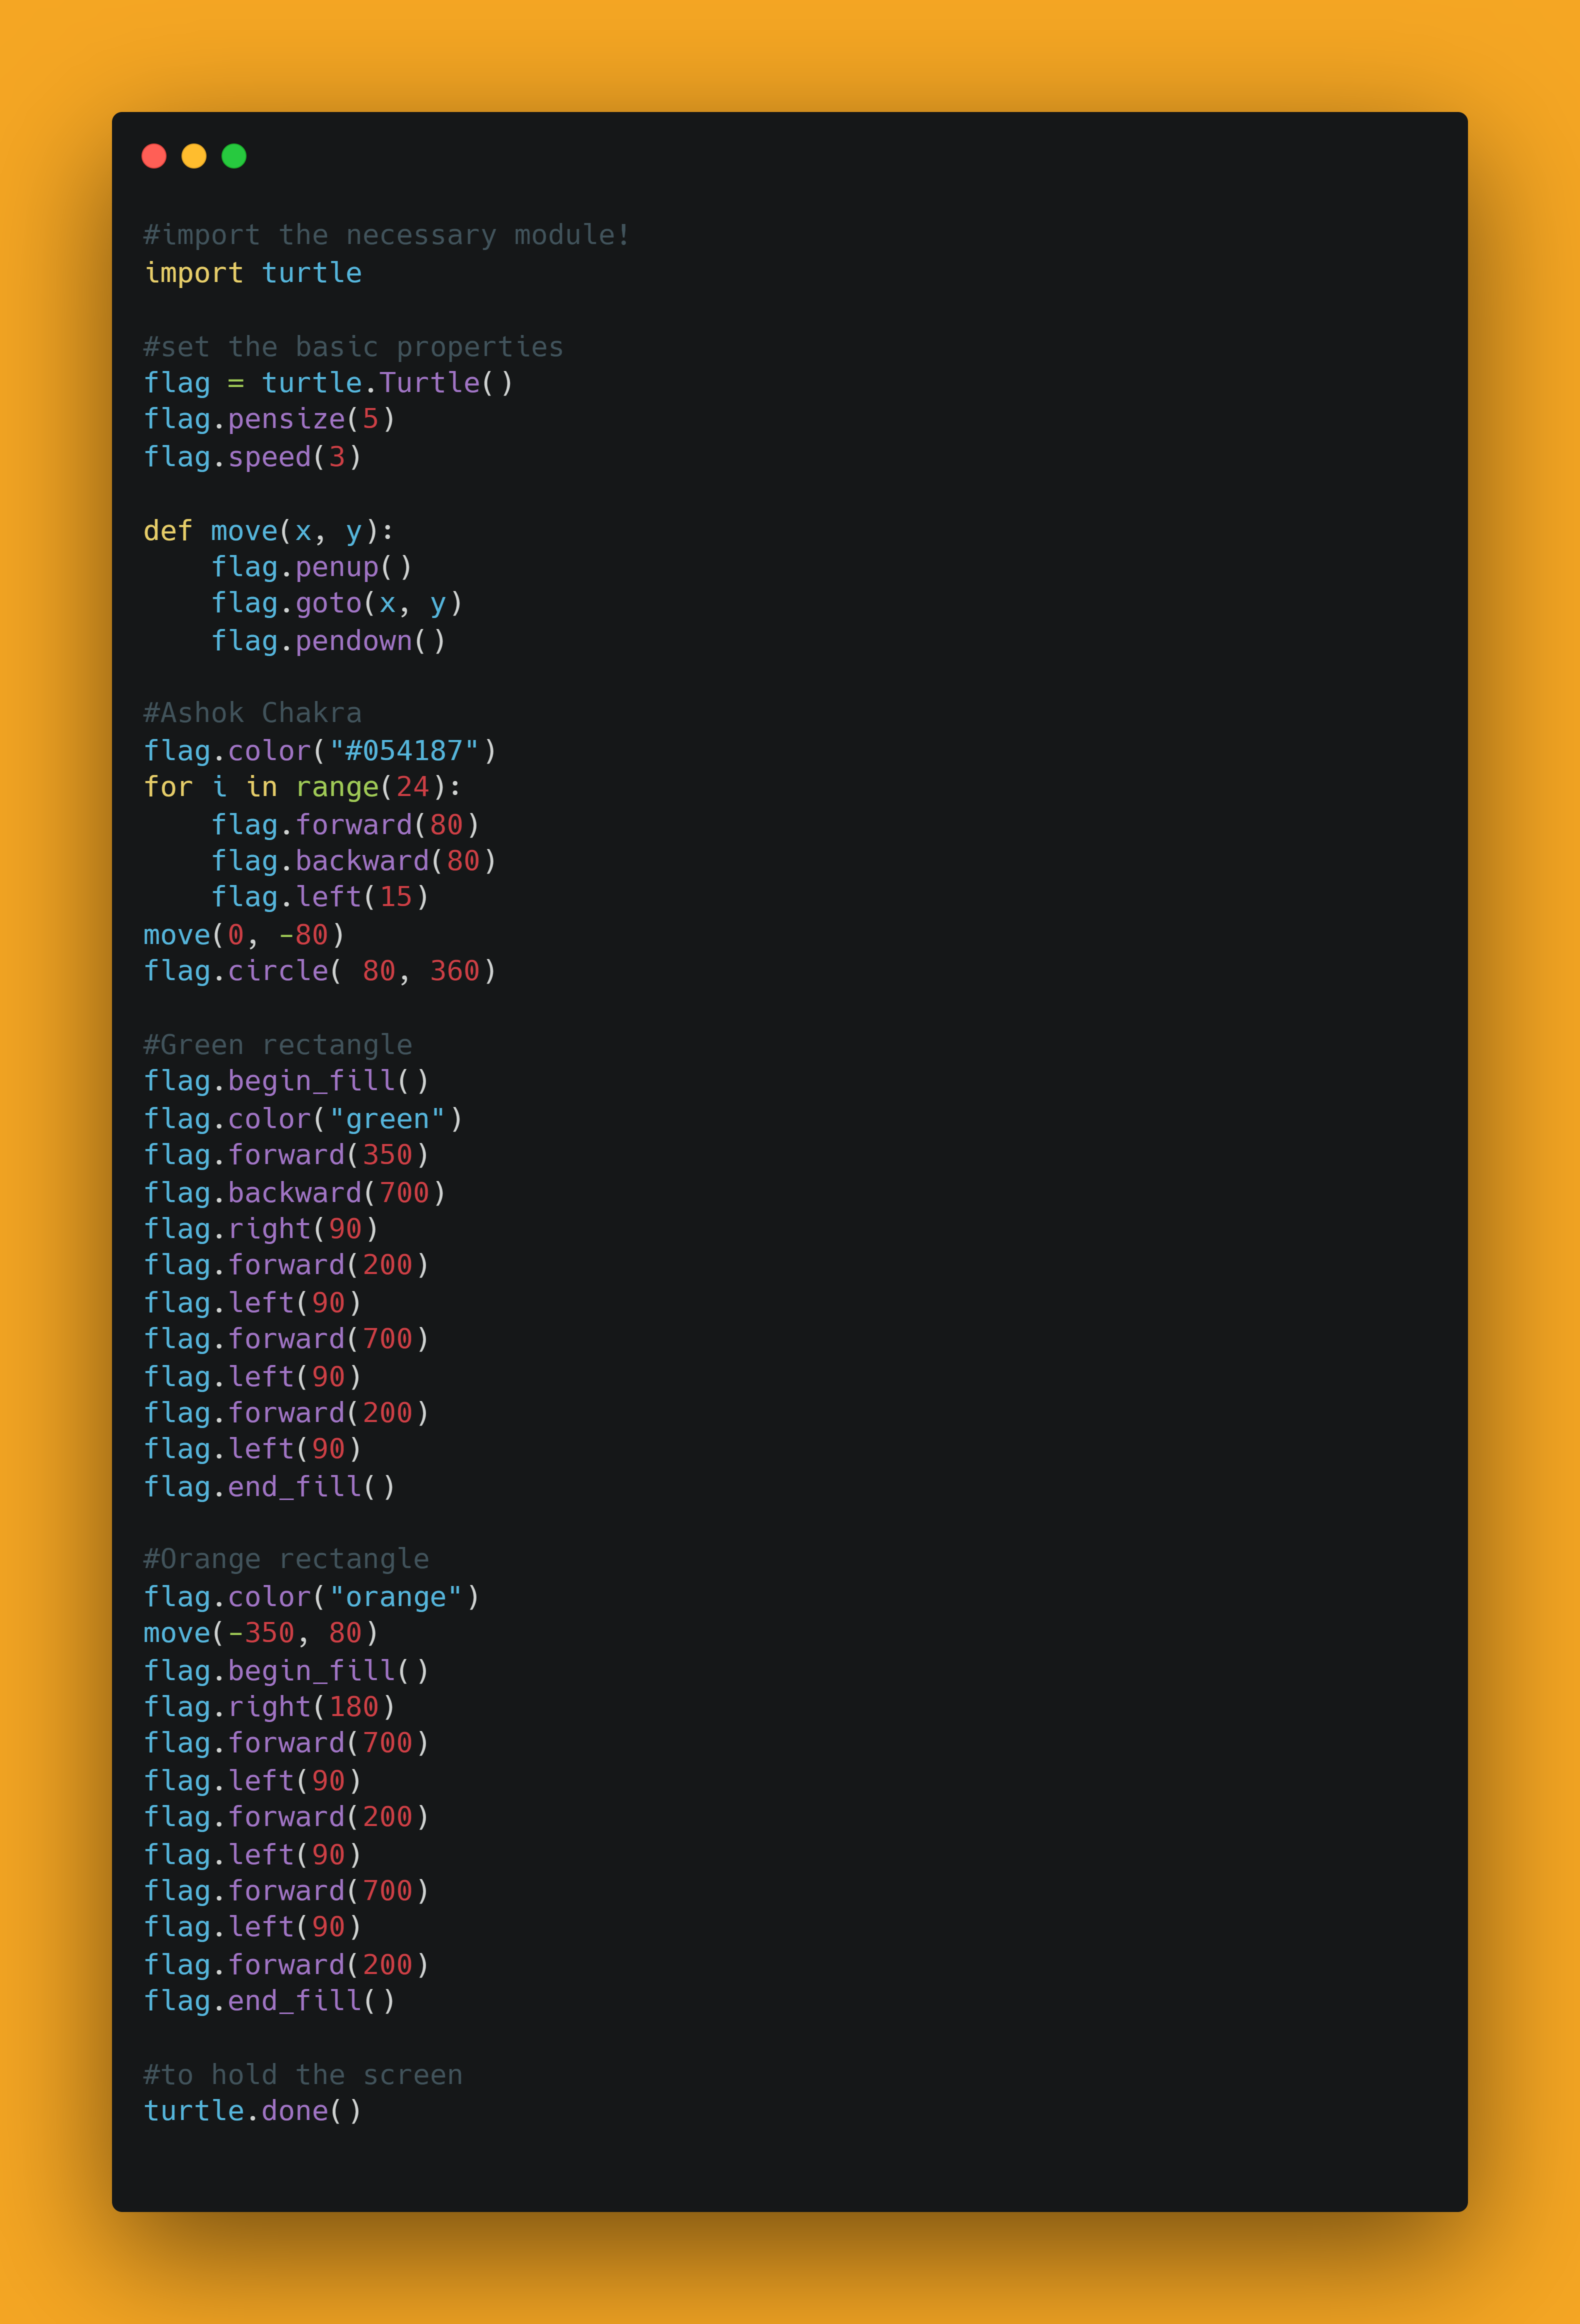 #import the necessary module!
import turtle

#set the basic properties
flag = turtle.Turtle()
flag.pensize(5)
flag.speed(3)

def move(x, y):
    flag.penup()
    flag.goto(x, y)
    flag.pendown()

#Ashok Chakra
flag.color("#054187")
for i in range(24):
    flag.forward(80)
    flag.backward(80)
    flag.left(15)
move(0, -80)
flag.circle( 80, 360)

#Green rectangle
flag.begin_fill()
flag.color("green")
flag.forward(350)
flag.backward(700)
flag.right(90)
flag.forward(200)
flag.left(90)
flag.forward(700)
flag.left(90)
flag.forward(200)
flag.left(90)
flag.end_fill()

#Orange rectangle
flag.color("orange")
move(-350, 80)
flag.begin_fill()
flag.right(180)
flag.forward(700)
flag.left(90)
flag.forward(200)
flag.left(90)
flag.forward(700)
flag.left(90)
flag.forward(200)
flag.end_fill()

#to hold the screen
turtle.done()